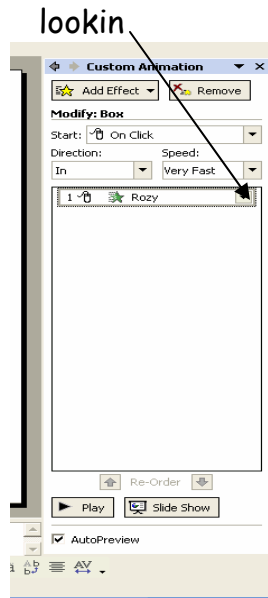 lookin
Custom Animation
Add Effect Remove
Modify: Box
Start: On Click
Direction: Speed:
In Very Fast
1 Rozy
Re-Order
Play Slide Show
AutoPreview